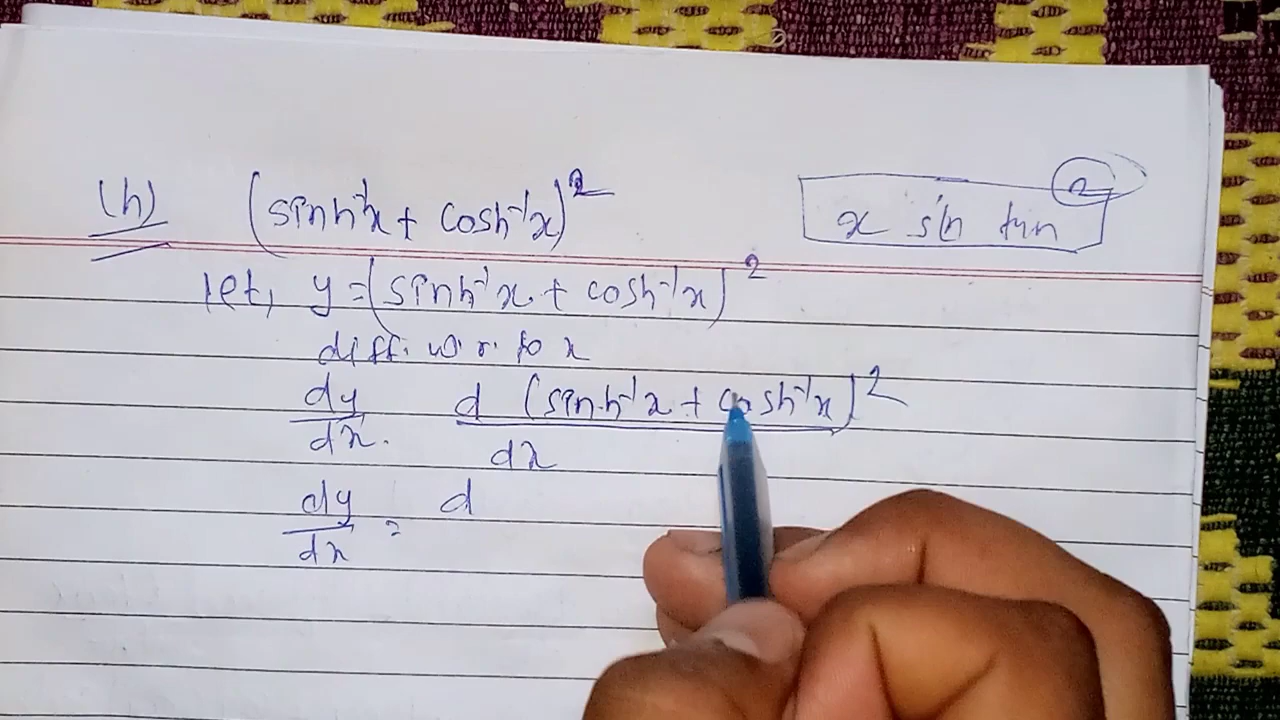 (h) (sinh⁻¹x + cosh⁻¹x)²
2
x sin
let, y = (sinh⁻¹x + cosh⁻¹x)²
diff. w. r. to x
dy/dx. d (sinh⁻¹x + cosh⁻¹x)²/dx
dy/dx = d